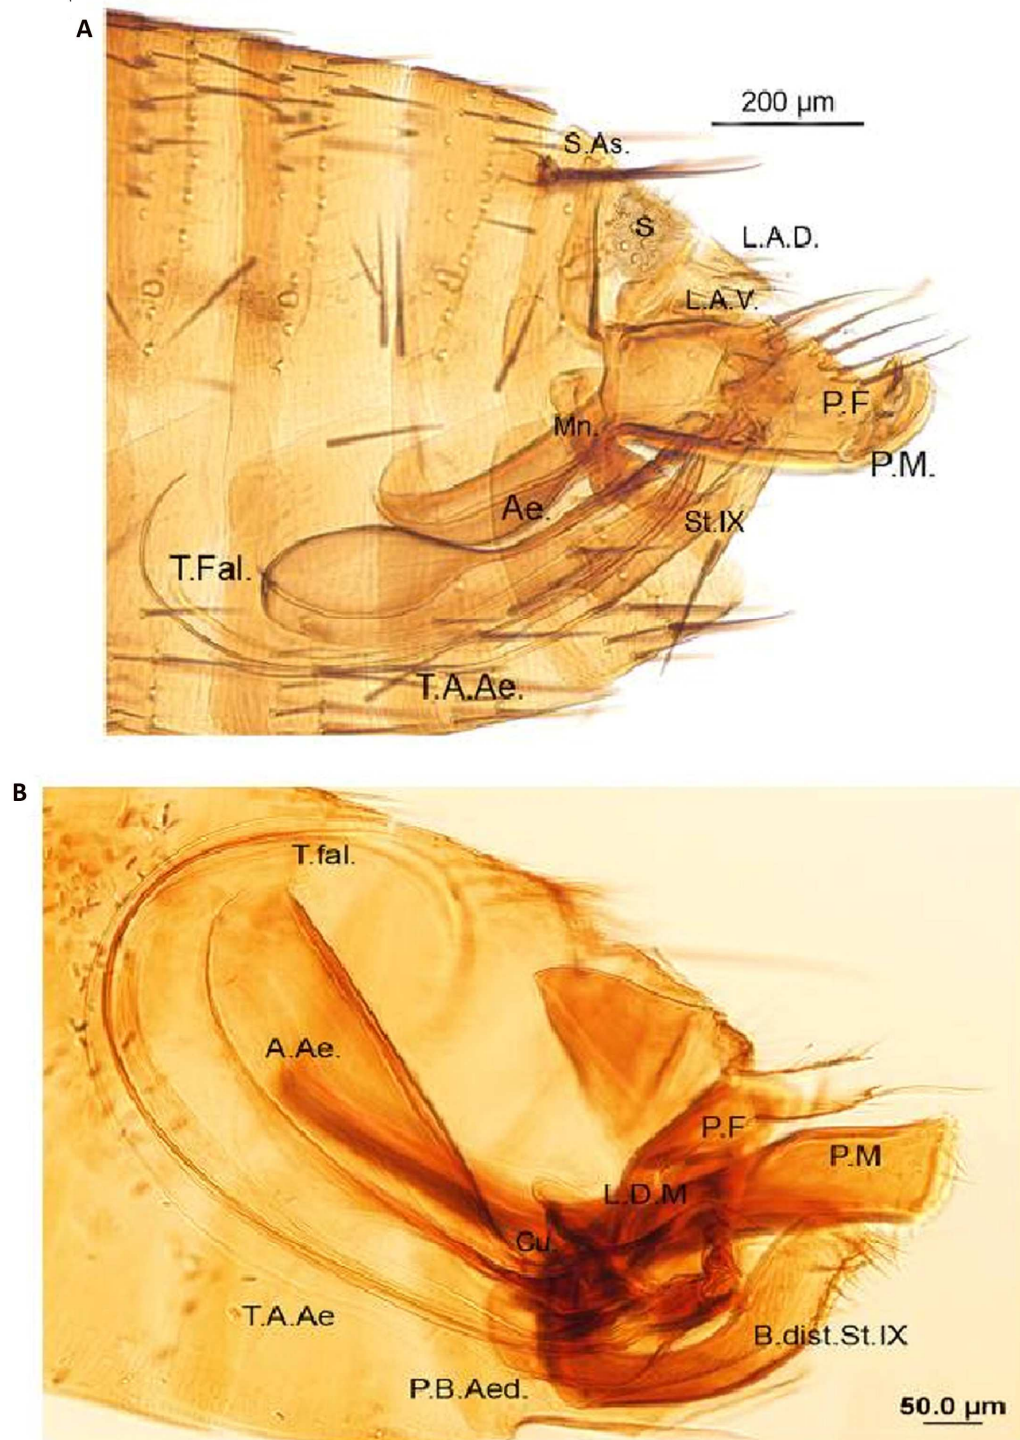 A
200 µm
S.As.
S
L.A.D.
L.A.V.
P.F
Mn.
P.M.
Ae.
St.IX
T.Fal.
T.A.Ae.
B
T.fal.
A.Ae.
P.F
P.M
L.D.M
Cu.
T.A.Ae
B.dist.St.IX
P.B.Aed.
50.0 µm